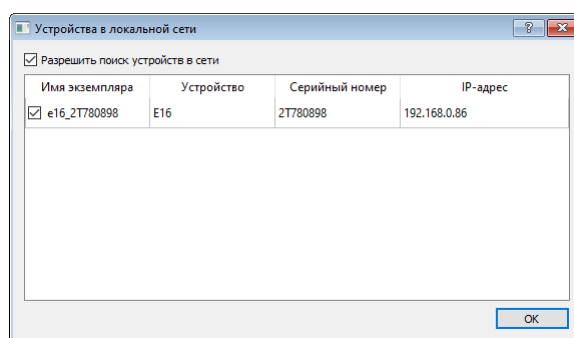 Устройства в локальной сети
Разрешить поиск устройств в сети
Имя экземпляра Устройство Серийный номер IP-адрес
e16_2T780898 E16 2T780898 192.168.0.86
OK